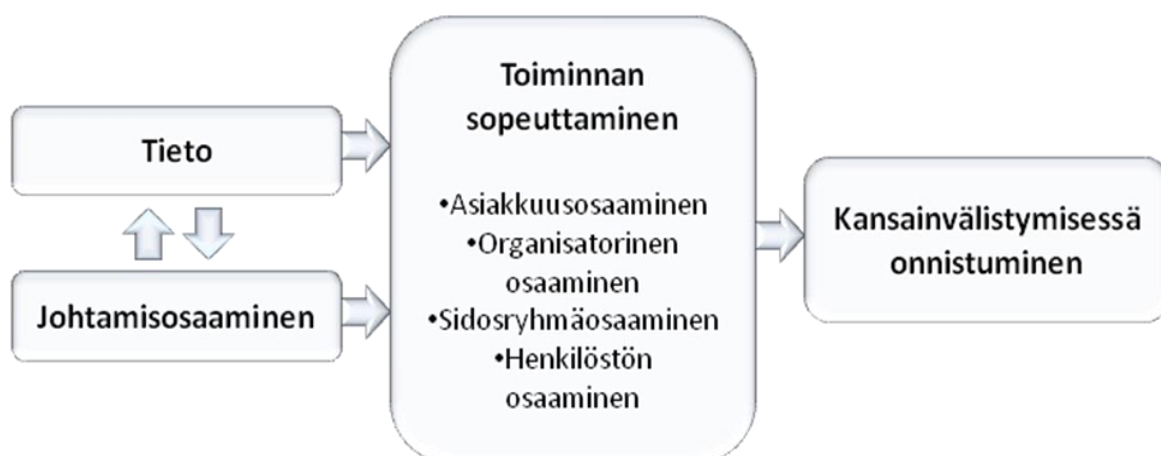 Tieto
Johtamisosaaminen
Toiminnan
sopeuttaminen
•Asiakkuusosaaminen
•Organisatorinen
osaaminen
•Sidosryhmäosaaminen
•Henkilöstön
osaaminen
Kansainvälistymisessä
onnistuminen